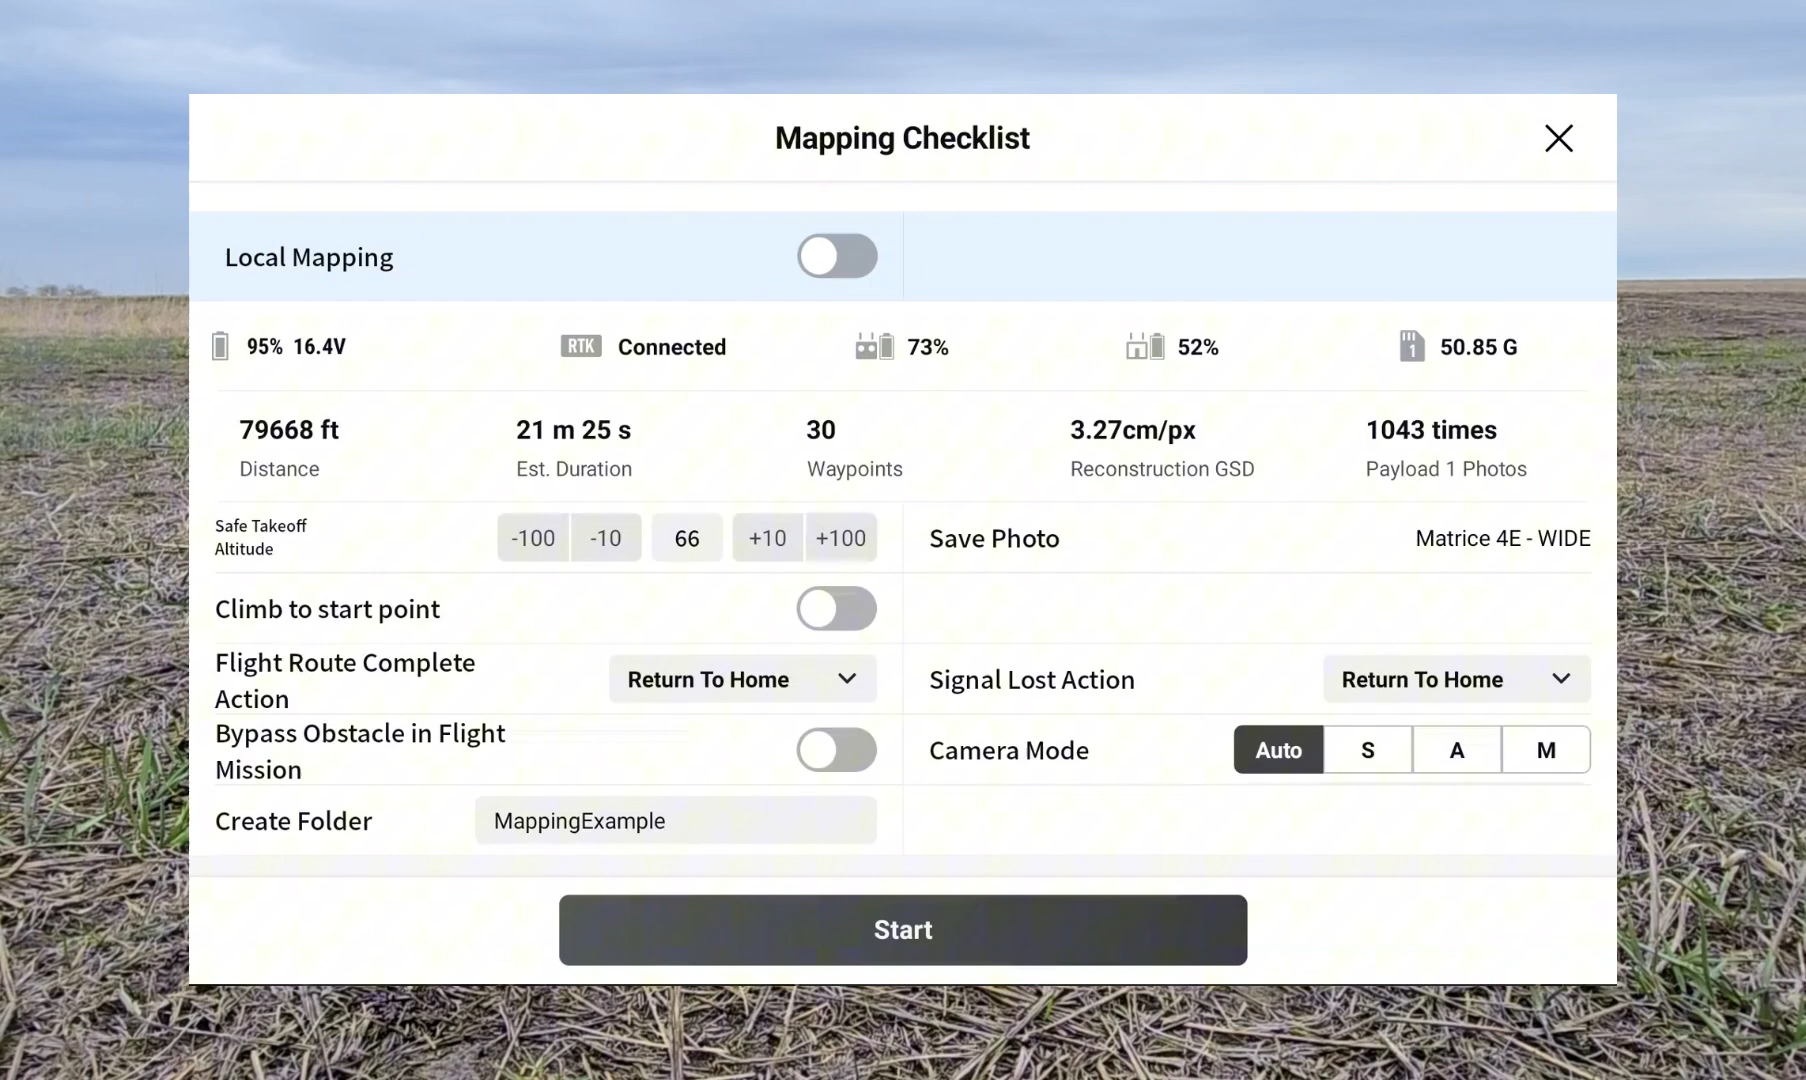 Mapping Checklist
Local Mapping
95% 16.4V
RTK Connected
73%
52%
1 50.85 G
79668 ft
Distance
21 m 25 s
Est. Duration
30
Waypoints
3.27cm/px
Reconstruction GSD
1043 times
Payload 1 Photos
Safe Takeoff
Altitude
-100 -10 66 +10 +100
Save Photo
Matrice 4E - WIDE
Climb to start point
Flight Route Complete
Action
Return To Home
Signal Lost Action
Return To Home
Bypass Obstacle in Flight
Mission
Camera Mode
Auto S A M
Create Folder
MappingExample
Start